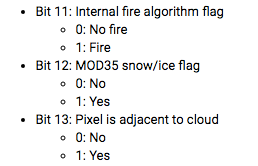 • Bit 11: Internal fire algorithm flag
◦ 0: No fire
◦ 1: Fire
• Bit 12: MOD35 snow/ice flag
◦ 0: No
◦ 1: Yes
• Bit 13: Pixel is adjacent to cloud
◦ 0: No
◦ 1: Yes